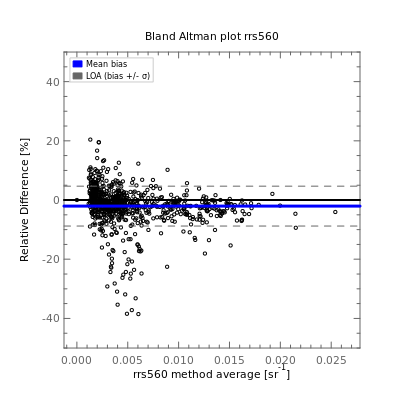 Bland Altman plot rrs560
Mean bias
LOA (bias +/- σ)
Relative Difference [%]
40
20
0
-20
-40
0.000 0.005 0.010 0.015 0.020 0.025
rrs560 method average [sr⁻¹]